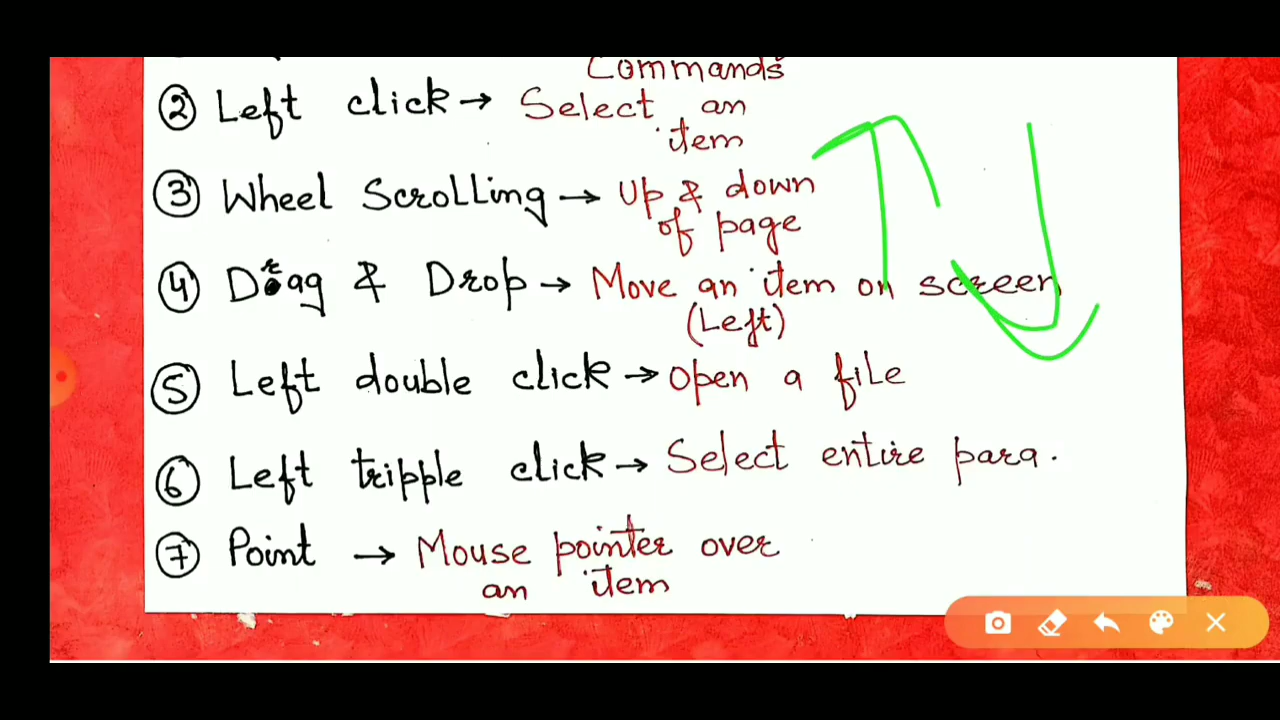 Commands
② Left click → Select an
item
③ Wheel Scrolling → Up & down
of page
④ Drag & Drop → Move an item on screen
(Left)
⑤ Left double click → Open a file
⑥ Left tripple click → Select entire para.
⑦ Point → Mouse pointer over
an item